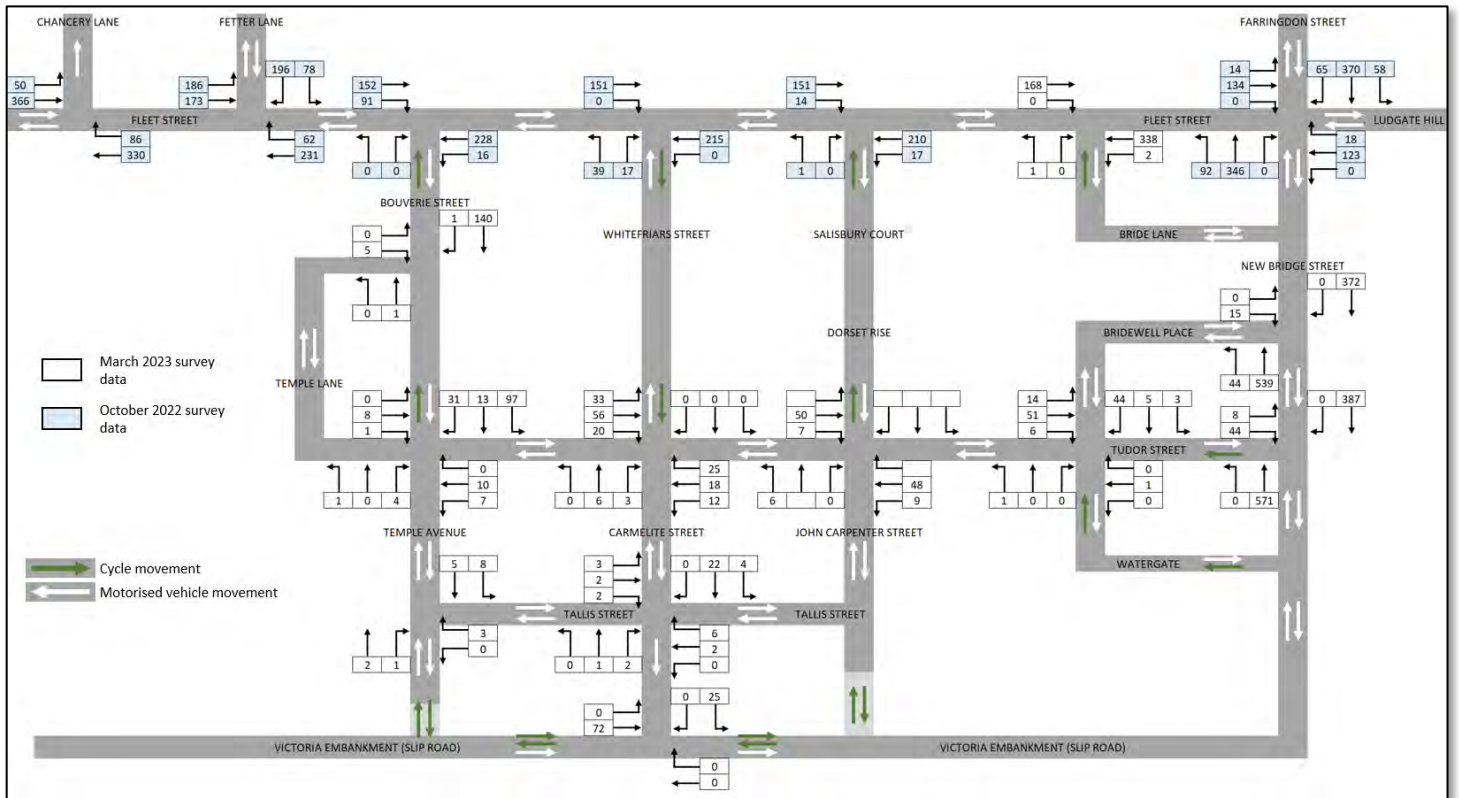 CHANCERY LANE
FETTER LANE
FARRINGDON STREET
50
366
186
173
196 78
152
91
151
0
151
14
168
0
14
134
0
65 370 58
FLEET STREET
FLEET STREET
LUDGATE HILL
86
330
62
231
0 0
228
16
39 17
215
0
1 0
210
17
1 0
338
2
92 346 0
18
123
0
BOUVERIE STREET
1 140
0
5
WHITEFRIARS STREET
SALISBURY COURT
BRIDE LANE
NEW BRIDGE STREET
0 372
0
15
0 1
DORSET RISE
BRIDEWELL PLACE
March 2023 survey
data
October 2022 survey
data
TEMPLE LANE
44 539
0
8
1
31 13 97
33
56
20
0 0 0
50
7
14
51
6
44 5 3
8
44
0 387
TUDOR STREET
1 0 4
0
10
7
0 6 3
25
18
12
6 0
48
9
1 0 0
0
1
0
0 571
TEMPLE AVENUE
CARMELITE STREET
JOHN CARPENTER STREET
Cycle movement
Motorised vehicle movement
5 8
3
2
2
0 22 4
WATERGATE
TALLIS STREET
TALLIS STREET
2 1
3
0
0 1 2
6
2
0
0
72
0 25
VICTORIA EMBANKMENT (SLIP ROAD)
VICTORIA EMBANKMENT (SLIP ROAD)
0
0